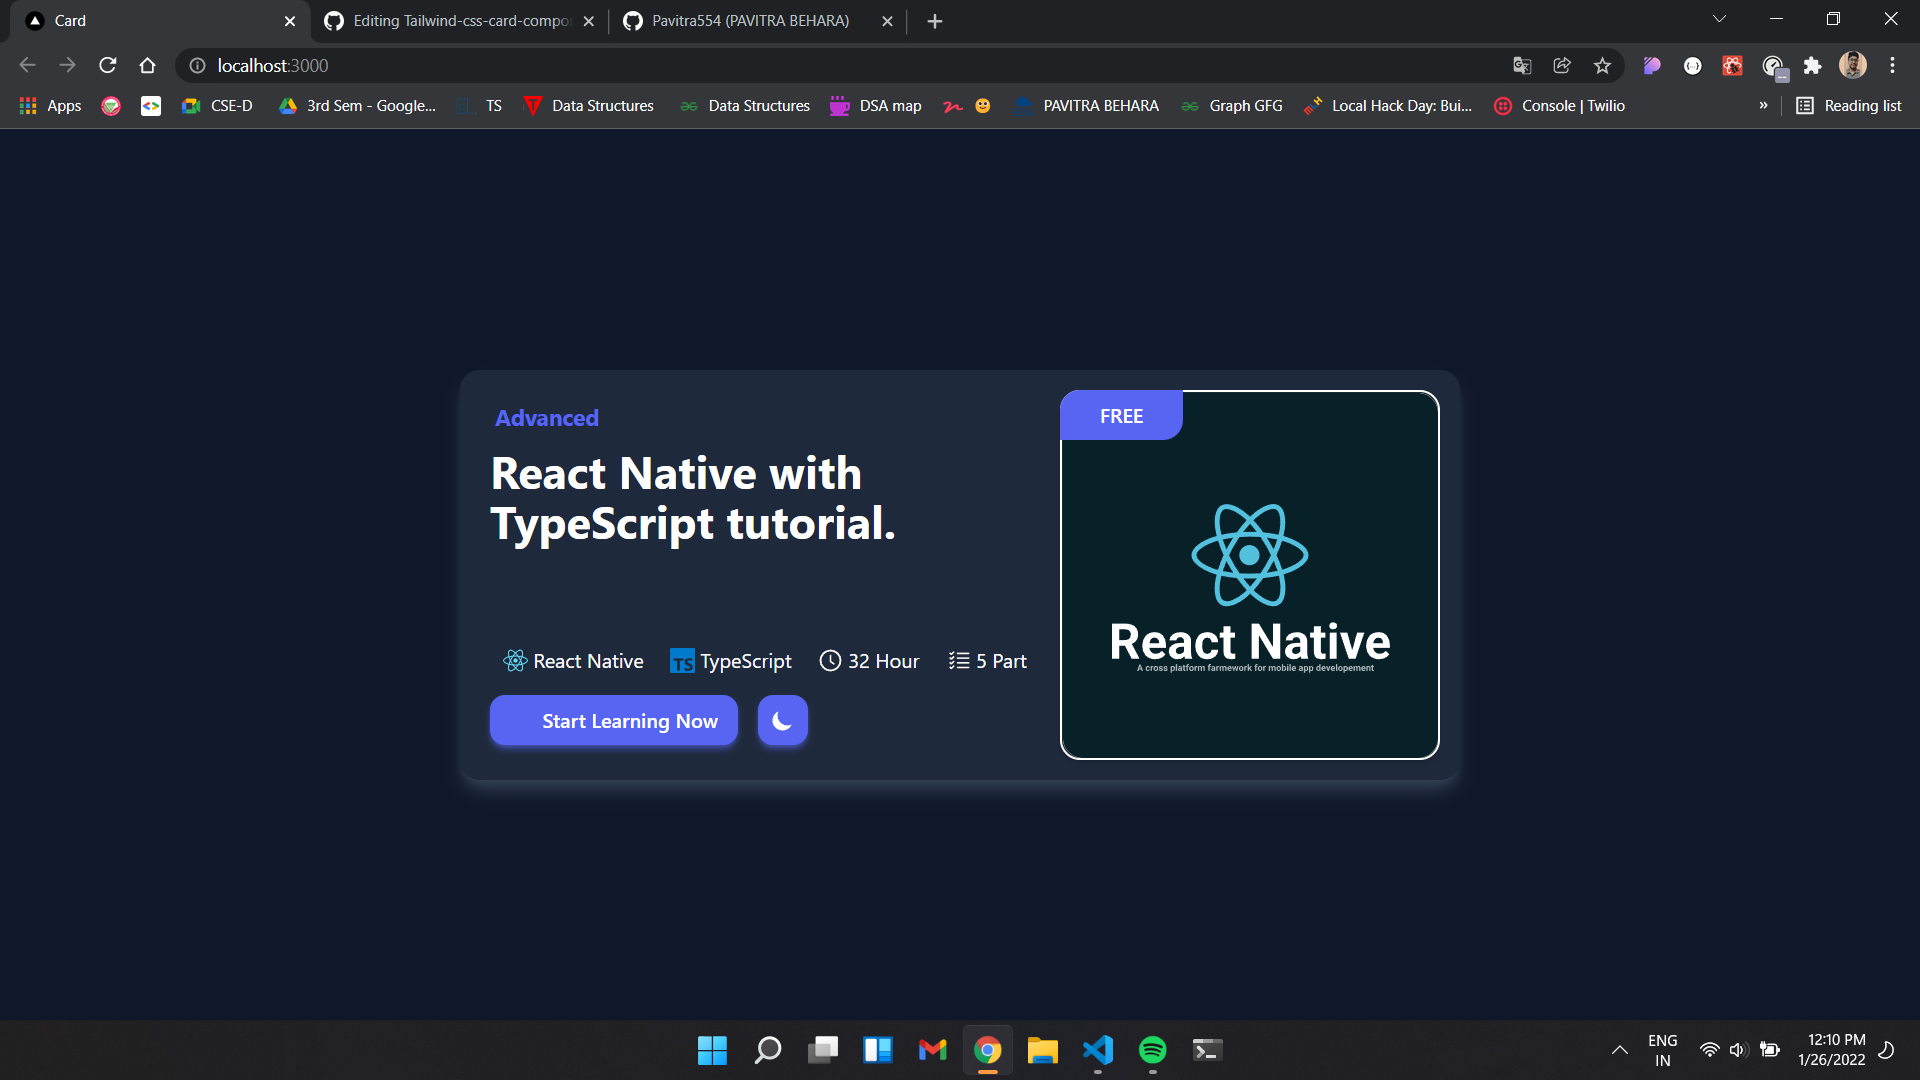 Card
Editing Tailwind-css-card-compo
Pavitra554 (PAVITRA BEHARA)
localhost:3000
Apps
CSE-D
3rd Sem - Google...
TS
Data Structures
Data Structures
DSA map
PAVITRA BEHARA
Graph GFG
Local Hack Day: Bui...
Console | Twilio
»
Reading list
Advanced
React Native with
TypeScript tutorial.
React Native
TS TypeScript
32 Hour
5 Part
Start Learning Now
FREE
React Native
A cross platform farmework for mobile app developement
ENG
IN
12:10 PM
1/26/2022